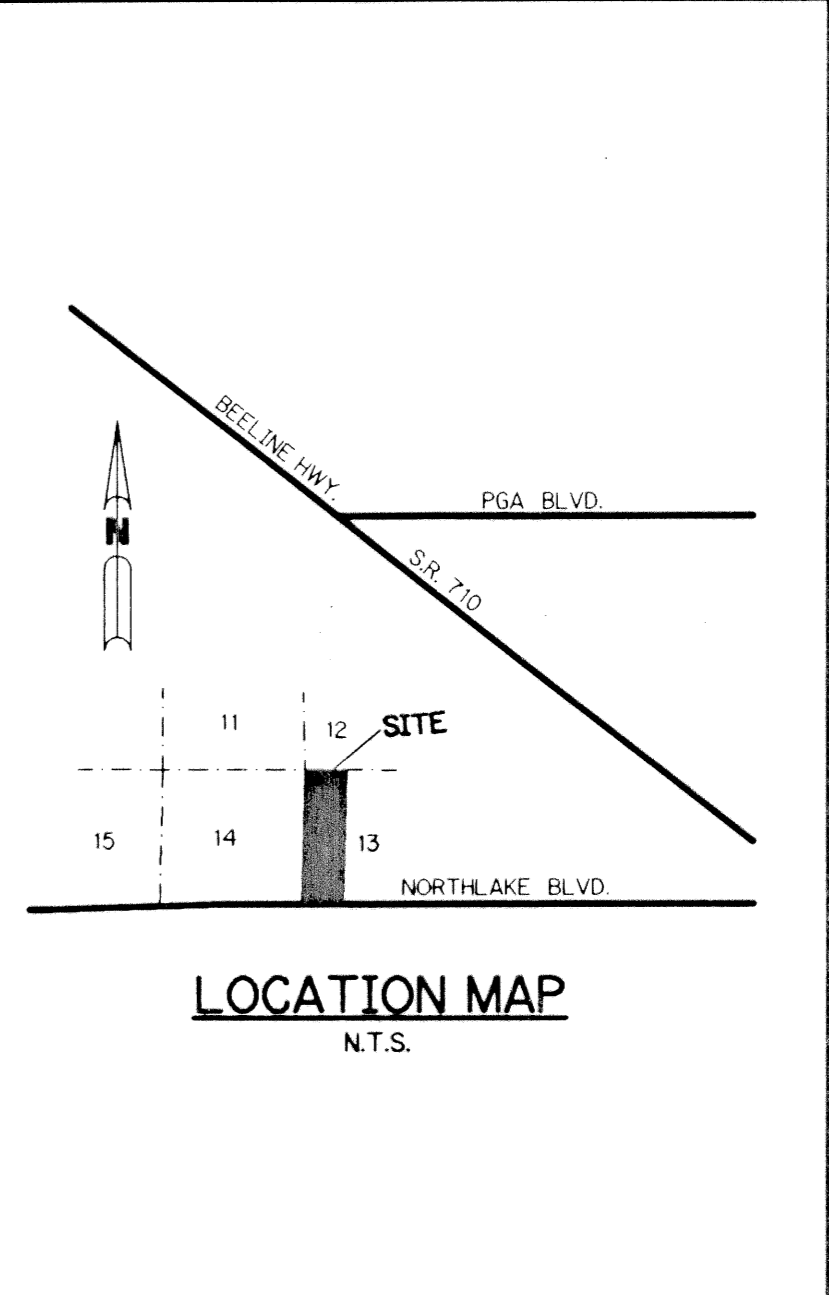 BEELINE HWY.
PGA BLVD.
N
S.R. 710
11
12
SITE
15
14
13
NORTHLAKE BLVD.
LOCATION MAP
N.T.S.